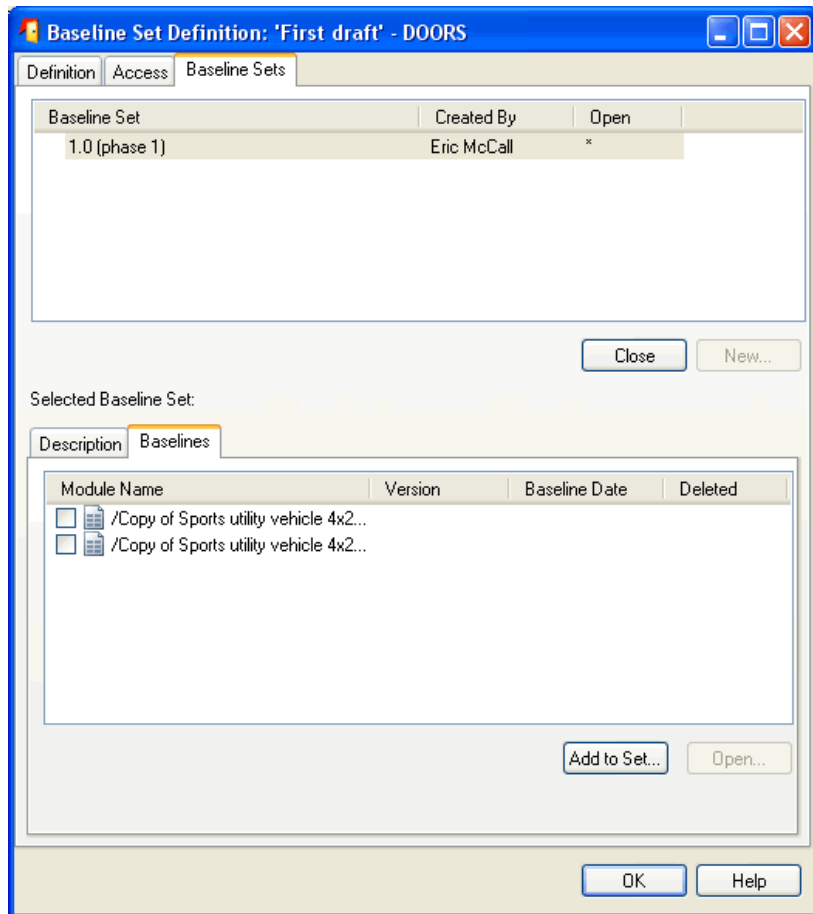 Baseline Set Definition: 'First draft' - DOORS
Definition Access Baseline Sets
Baseline Set Created By Open
1.0 (phase 1) Eric McCall *
Close New...
Selected Baseline Set:
Description Baselines
Module Name Version Baseline Date Deleted
/Copy of Sports utility vehicle 4x2...
/Copy of Sports utility vehicle 4x2...
Add to Set... Open...
OK Help